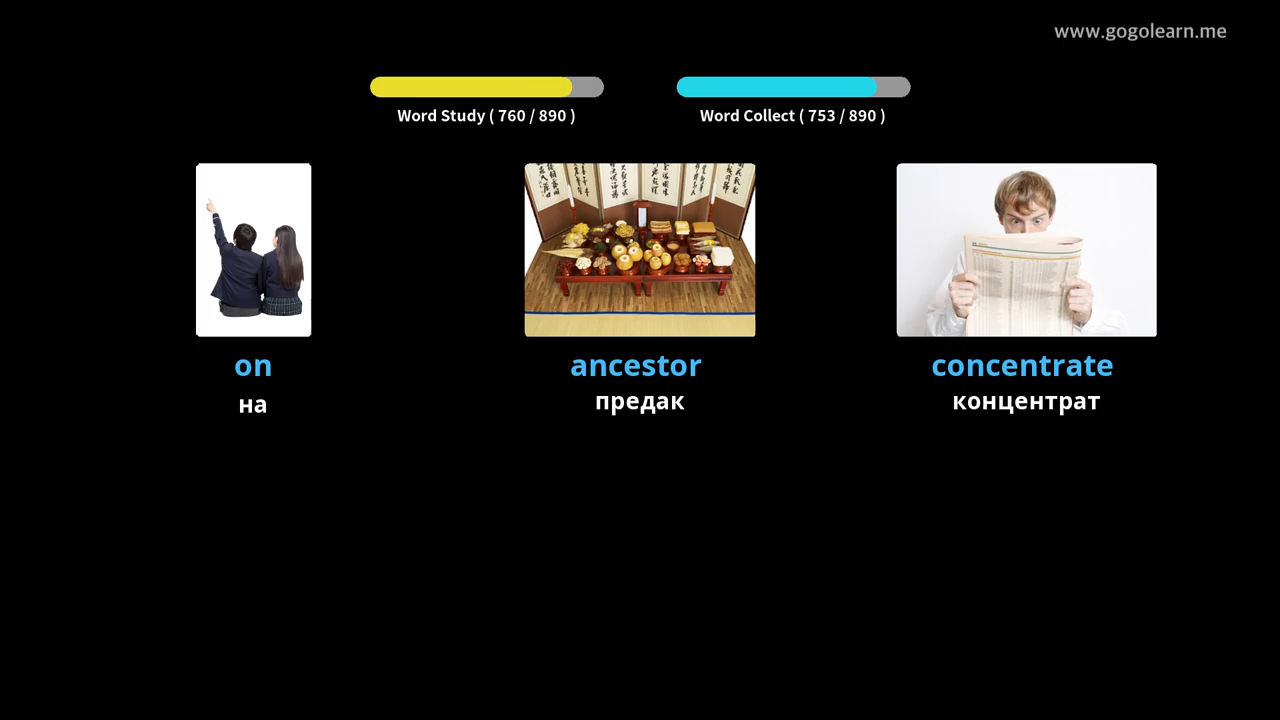 www.gogolearn.me
Word Study ( 760 / 890 )
Word Collect ( 753 / 890 )
on
ancestor
concentrate
на
предак
концентрат